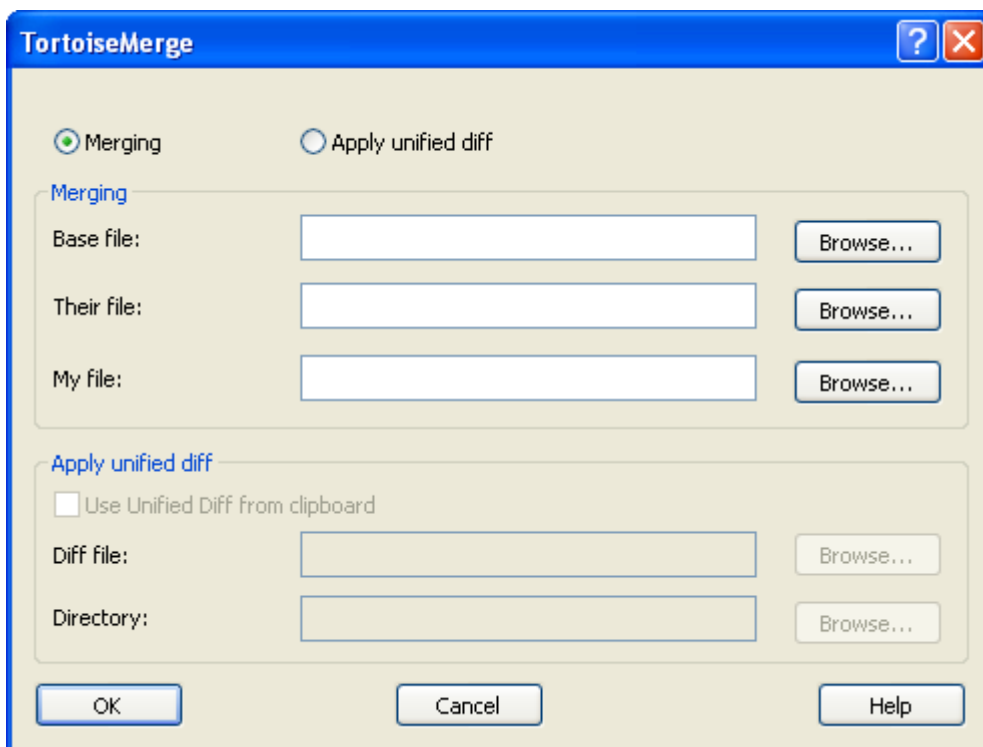 TortoiseMerge
Merging Apply unified diff
Merging
Base file: Browse...
Their file: Browse...
My file: Browse...
Apply unified diff
Use Unified Diff from clipboard
Diff file: Browse...
Directory: Browse...
OK Cancel Help